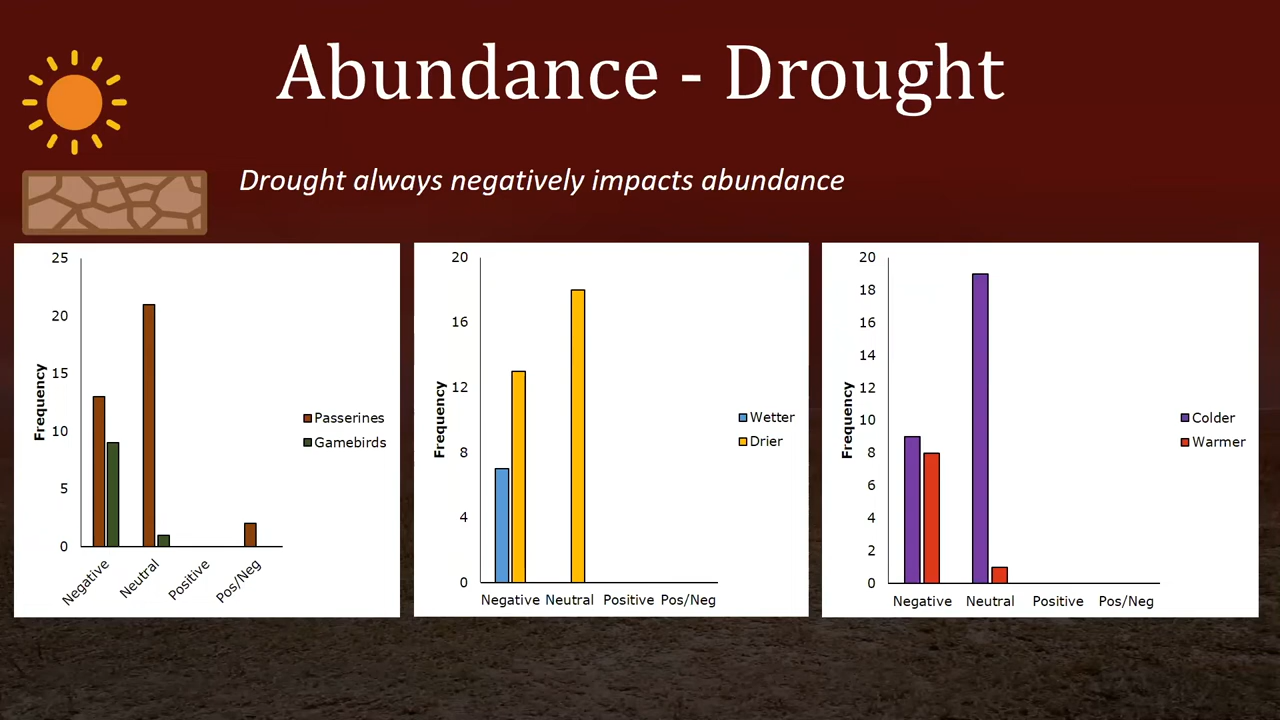 Abundance - Drought
Drought always negatively impacts abundance
25
20
15
10
5
0
Frequency
Negative
Neutral
Positive
Pos/Neg
Passerines
Gamebirds
20
16
12
8
4
0
Frequency
Negative Neutral Positive Pos/Neg
Wetter
Drier
20
18
16
14
12
10
8
6
4
2
0
Frequency
Negative Neutral Positive Pos/Neg
Colder
Warmer